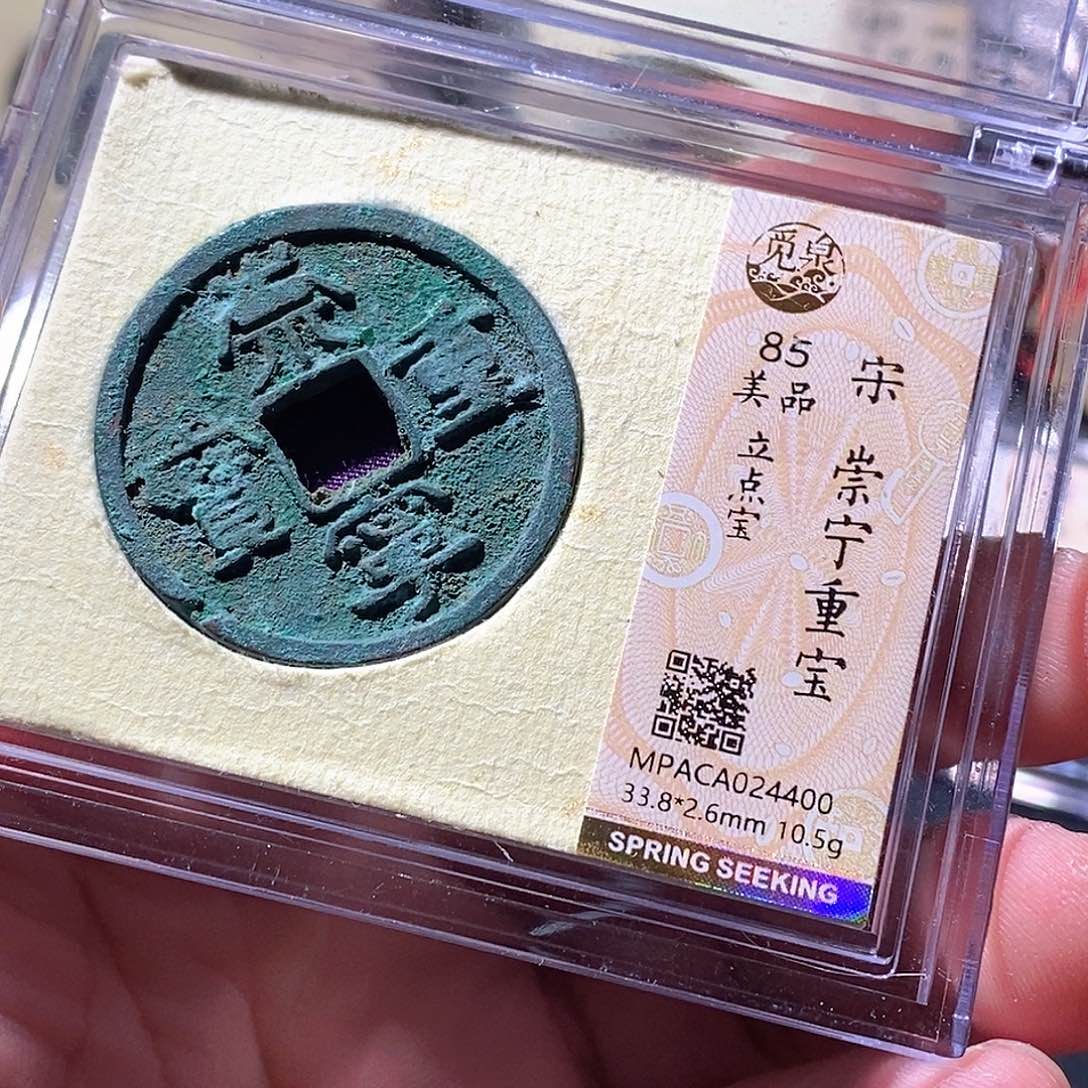 崇寧重寶
覓泉
85
美品
立点宝
宋
崇宁重宝
MPACA024400
33.8*2.6mm 10.5g
SPRING SEEKING